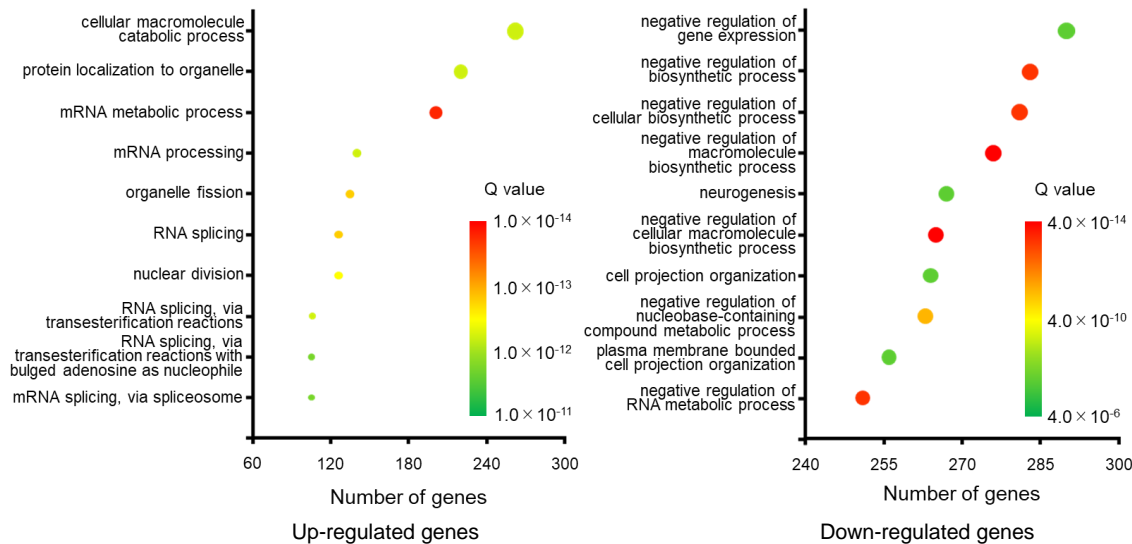 cellular macromolecule
catabolic process
protein localization to organelle
mRNA metabolic process
mRNA processing
organelle fission
RNA splicing
nuclear division
RNA splicing, via
transesterification reactions
RNA splicing, via
transesterification reactions with
bulged adenosine as nucleophile
mRNA splicing, via spliceosome
60 120 180 240 300
Number of genes
Up-regulated genes
Q value
1.0×10⁻¹⁴
1.0×10⁻¹³
1.0×10⁻¹²
1.0×10⁻¹¹
negative regulation of
gene expression
negative regulation of
biosynthetic process
negative regulation of
cellular biosynthetic process
negative regulation of
macromolecule
biosynthetic process
neurogenesis
negative regulation of
cellular macromolecule
biosynthetic process
cell projection organization
negative regulation of
nucleobase-containing
compound metabolic process
plasma membrane bounded
cell projection organization
negative regulation of
RNA metabolic process
240 255 270 285 300
Number of genes
Down-regulated genes
Q value
4.0×10⁻¹⁴
4.0×10⁻¹⁰
4.0×10⁻⁶